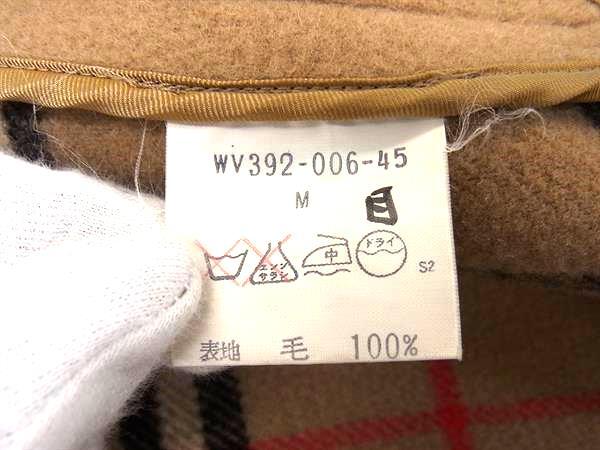 WV392-006-45
M 目
エンソ サラシ 中 ドライ
S2
表地 毛 100%